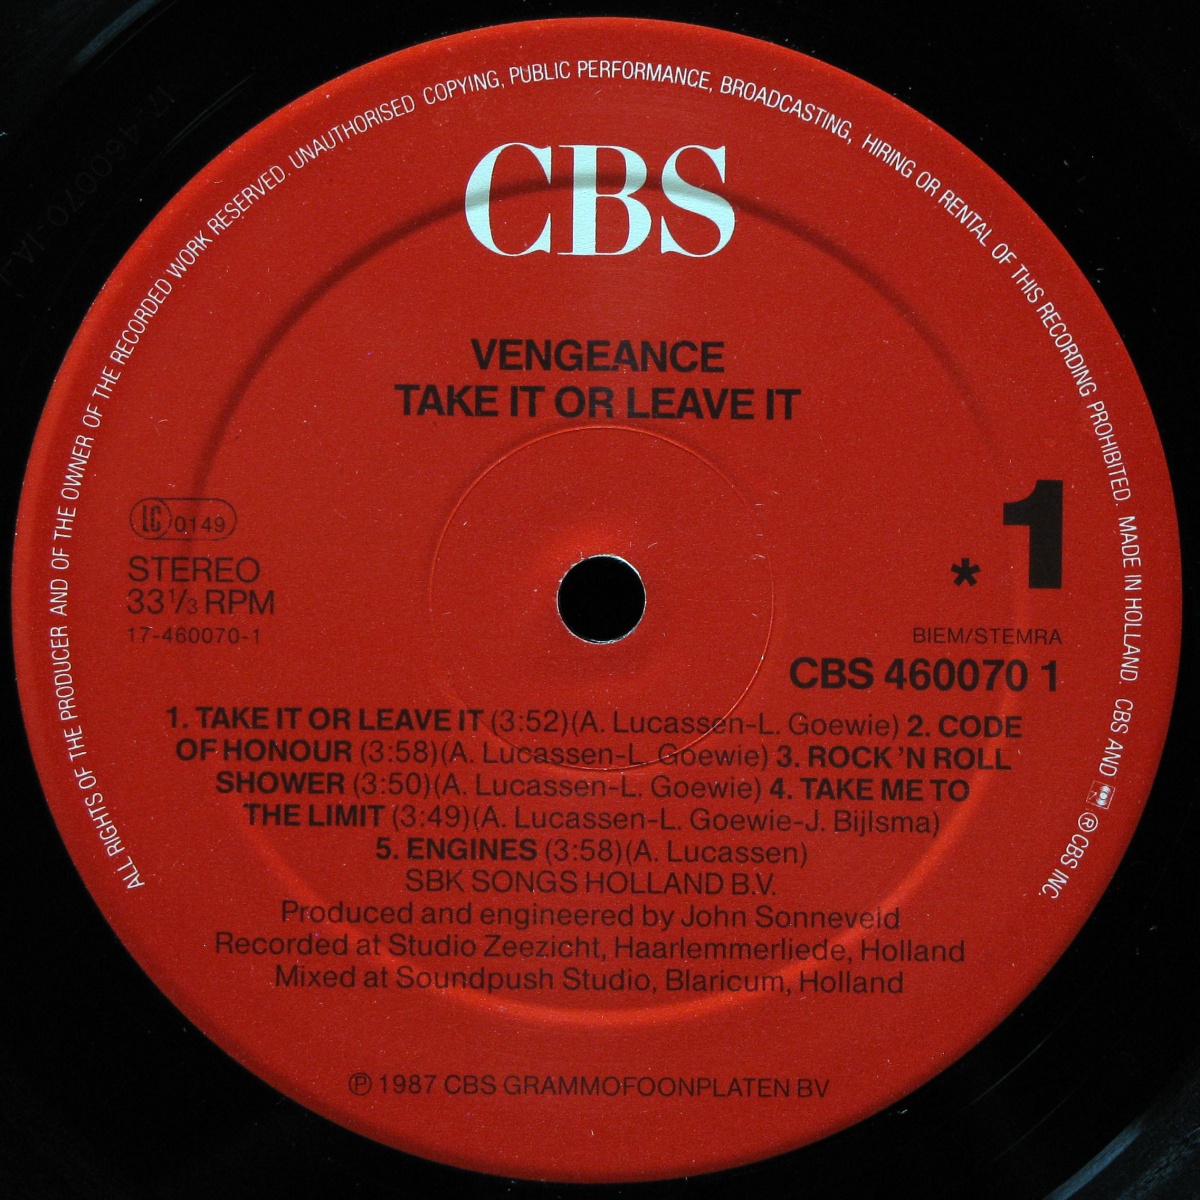 ALL RIGHTS OF THE PRODUCER AND OF THE OWNER OF THE RECORDED WORK RESERVED. UNAUTHORISED COPYING, PUBLIC PERFORMANCE, BROADCASTING, HIRING OR RENTAL OF THIS RECORDING PROHIBITED. MADE IN HOLLAND. CBS AND ℗ CBS INC.
CBS
VENGEANCE
TAKE IT OR LEAVE IT
LC 0149
STEREO
33 1/3 RPM
17-460070-1
1
*
BIEM/STEMRA
CBS 460070 1
1. TAKE IT OR LEAVE IT (3:52)(A. Lucassen-L. Goewie) 2. CODE
OF HONOUR (3:58)(A. Lucassen-L. Goewie) 3. ROCK 'N ROLL
SHOWER (3:50)(A. Lucassen-L. Goewie) 4. TAKE ME TO
THE LIMIT (3:49)(A. Lucassen-L. Goewie-J. Bijlsma)
5. ENGINES (3:58)(A. Lucassen)
SBK SONGS HOLLAND B.V.
Produced and engineered by John Sonneveld
Recorded at Studio Zeezicht, Haarlemmerliede, Holland
Mixed at Soundpush Studio, Blaricum, Holland
℗ 1987 CBS GRAMMOFOONPLATEN BV